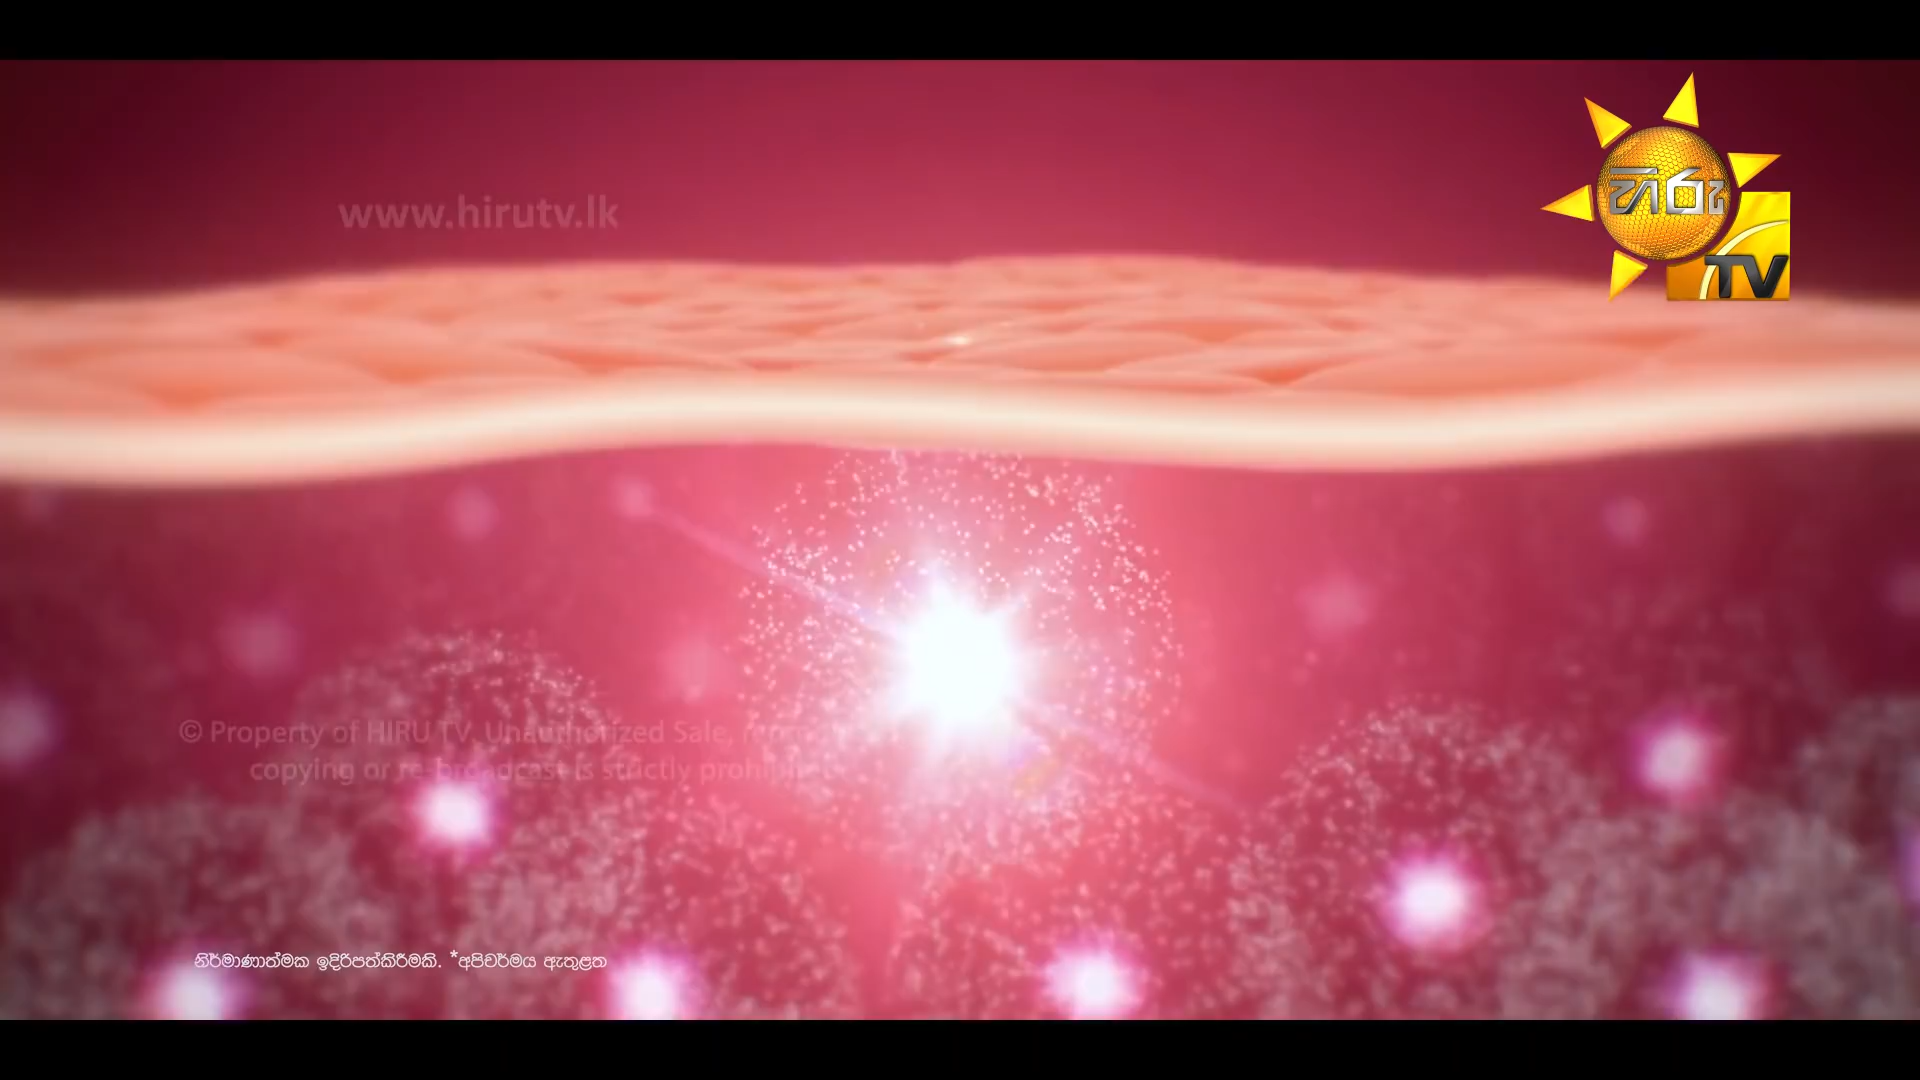 www.hirutv.lk
හිරු
TV
© Property of HIRU TV. Unauthorized Sale,
copying or re-broadcast is strictly
නිර්මාණාත්මක ඉදිරිපත්කිරීමකි. *අපිචර්මය ඇතුළත